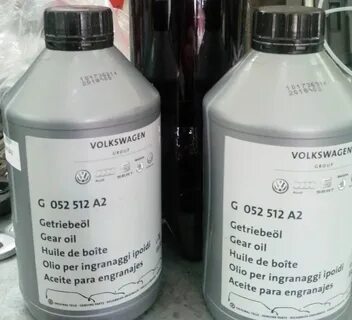 VOLKSWAGEN
GROUP
G 052 512 A2
Getriebeöl
Gear oil
Huile de boîte
Olio per ingranaggi ipoidi
Aceite para engranajes
VOLKSWAGEN
GROUP
G 052 512 A2
Getriebeöl
Gear oil
Huile de boîte
Olio per ingranaggi ipoidi
Aceite para engranajes